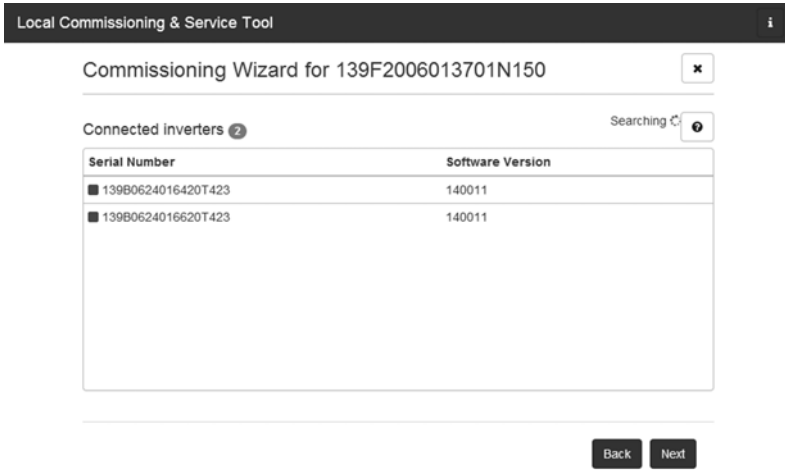 Local Commissioning & Service Tool
i
Commissioning Wizard for 139F2006013701N150
Connected inverters 2
Searching
Serial Number Software Version
139B0624016420T423 140011
139B0624016620T423 140011
Back Next